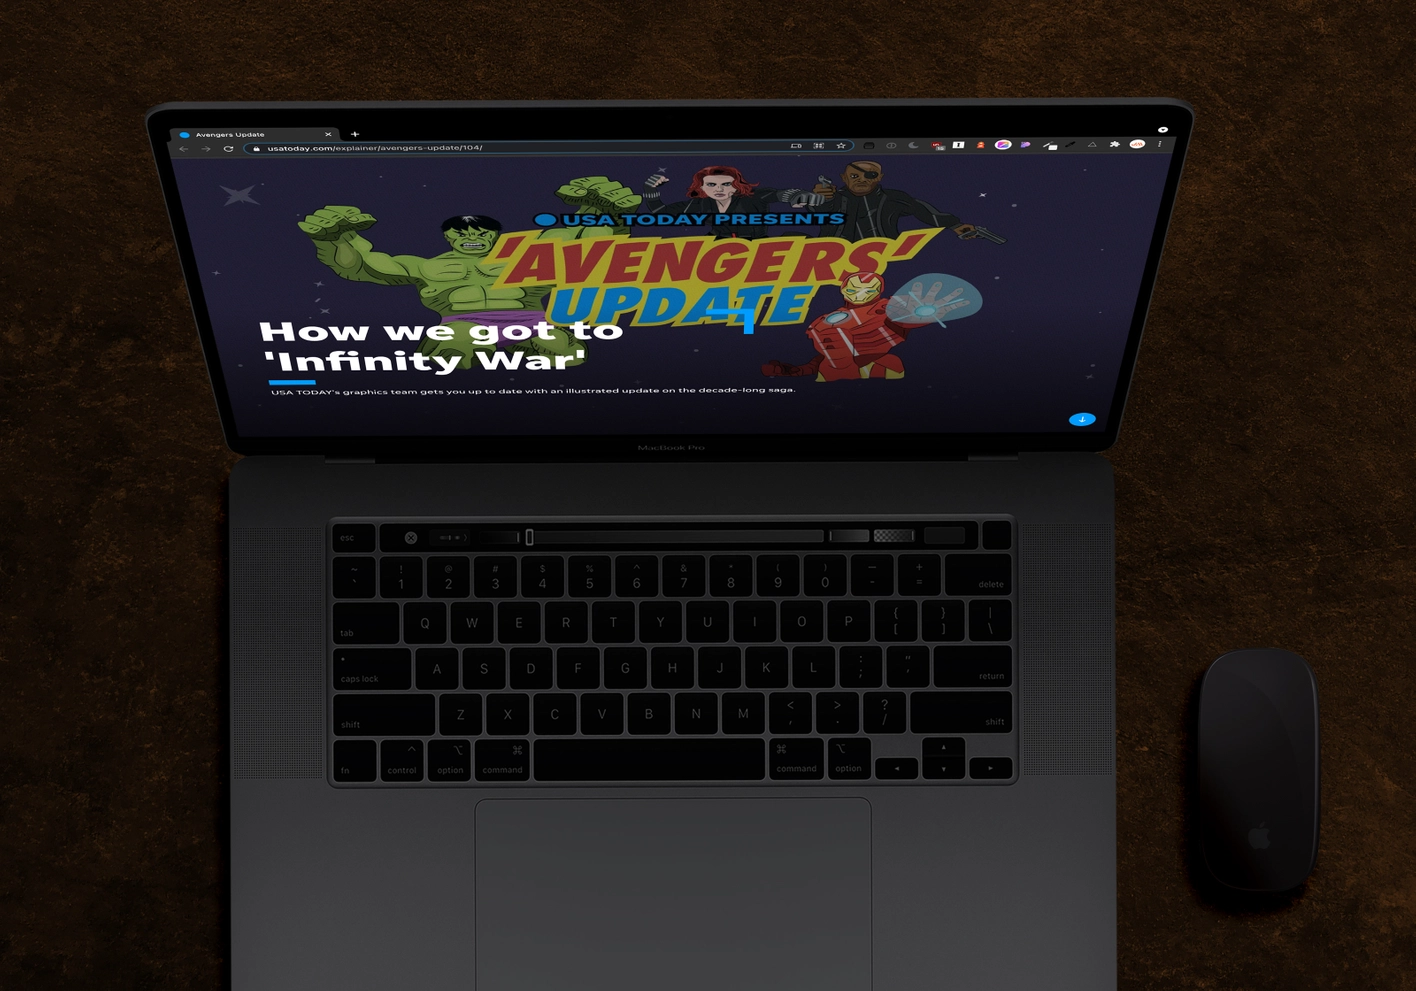 Avengers Update
usatoday.com/explainer/avengers-update/104/
USA TODAY PRESENTS
'AVENGERS'
UPDATE
How we got to
'Infinity War'
USA TODAY's graphics team gets you up to date with an illustrated update on the decade-long saga.
MacBook Pro
esc
~ ! @ # $ % ^ & * ( ) — +
` 1 2 3 4 5 6 7 8 9 0 - = delete
tab Q W E R T Y U I O P { [ } ] | \
caps lock A S D F G H J K L : ; " ' return
shift Z X C V B N M < , > . ? / shift
fn control option command command option